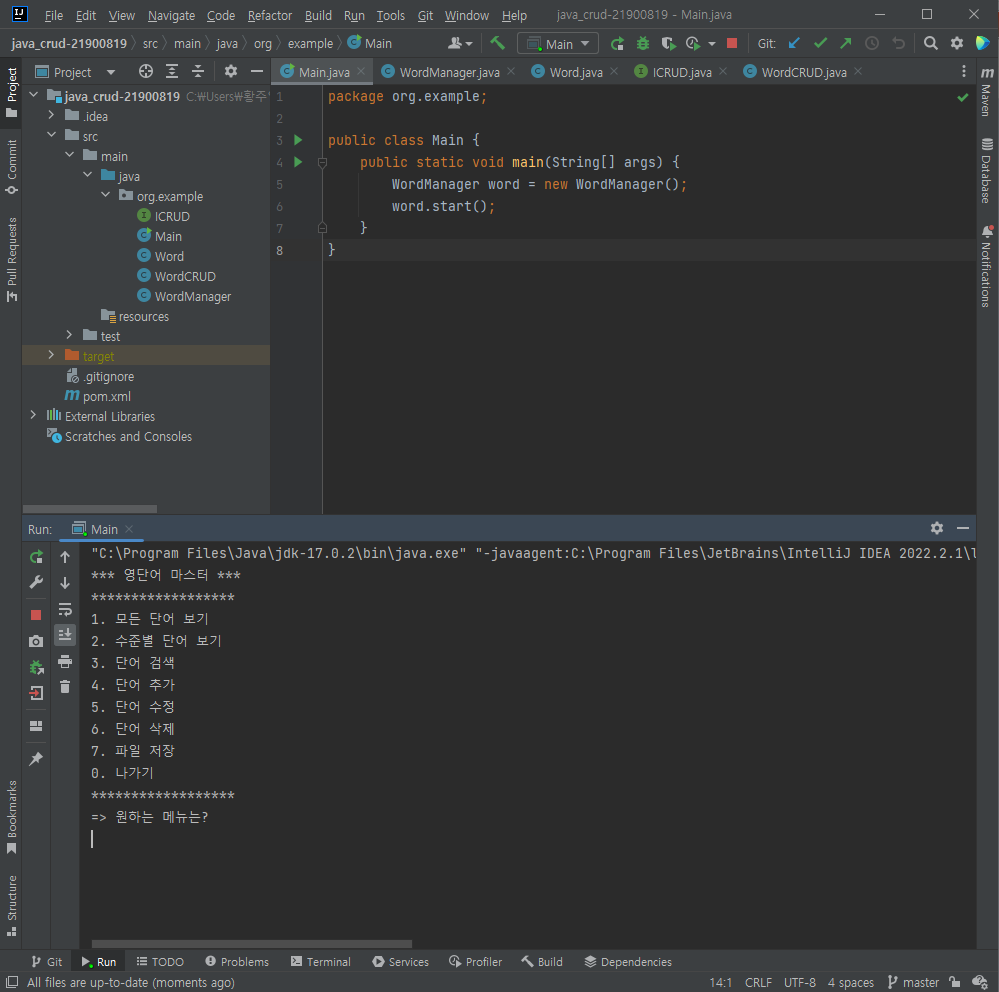 File Edit View Navigate Code Refactor Build Run Tools Git Window Help java_crud-21900819 - Main.java
java_crud-21900819 src main java org example Main
Main Git:
Project
Commit
Pull Requests
Bookmarks
Structure
Project
java_crud-21900819 C:₩Users₩황주
.idea
src
main
java
org.example
ICRUD
Main
Word
WordCRUD
WordManager
resources
test
target
.gitignore
pom.xml
External Libraries
Scratches and Consoles
Main.java WordManager.java Word.java ICRUD.java WordCRUD.java
1 package org.example;
2
3 public class Main {
4 public static void main(String[] args) {
5 WordManager word = new WordManager();
6 word.start();
7 }
8 }
m Maven
Database
Notifications
Run: Main
"C:\Program Files\Java\jdk-17.0.2\bin\java.exe" "-javaagent:C:\Program Files\JetBrains\IntelliJ IDEA 2022.2.1\l
*** 영단어 마스터 ***
******************
1. 모든 단어 보기
2. 수준별 단어 보기
3. 단어 검색
4. 단어 추가
5. 단어 수정
6. 단어 삭제
7. 파일 저장
0. 나가기
******************
=> 원하는 메뉴는?
Git Run TODO Problems Terminal Services Profiler Build Dependencies
All files are up-to-date (moments ago) 14:1 CRLF UTF-8 4 spaces master